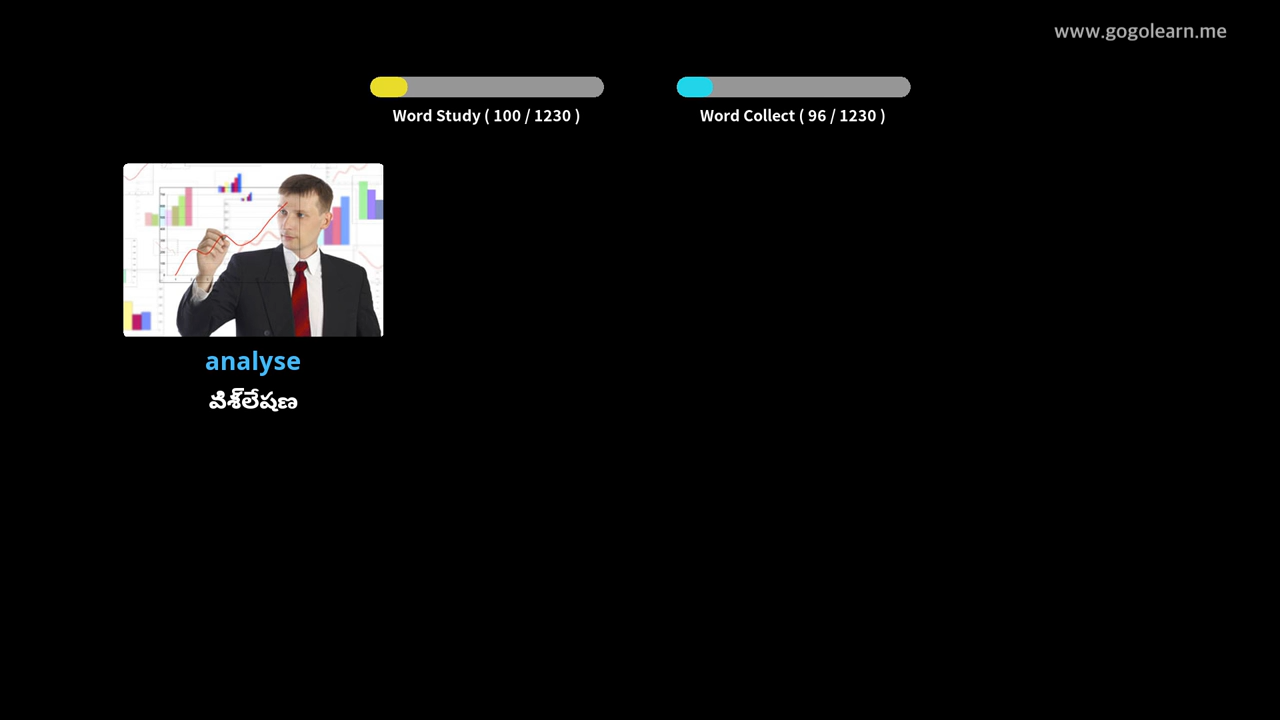 www.gogolearn.me
Word Study ( 100 / 1230 )
Word Collect ( 96 / 1230 )
analyse
విశ్‌లేషణ